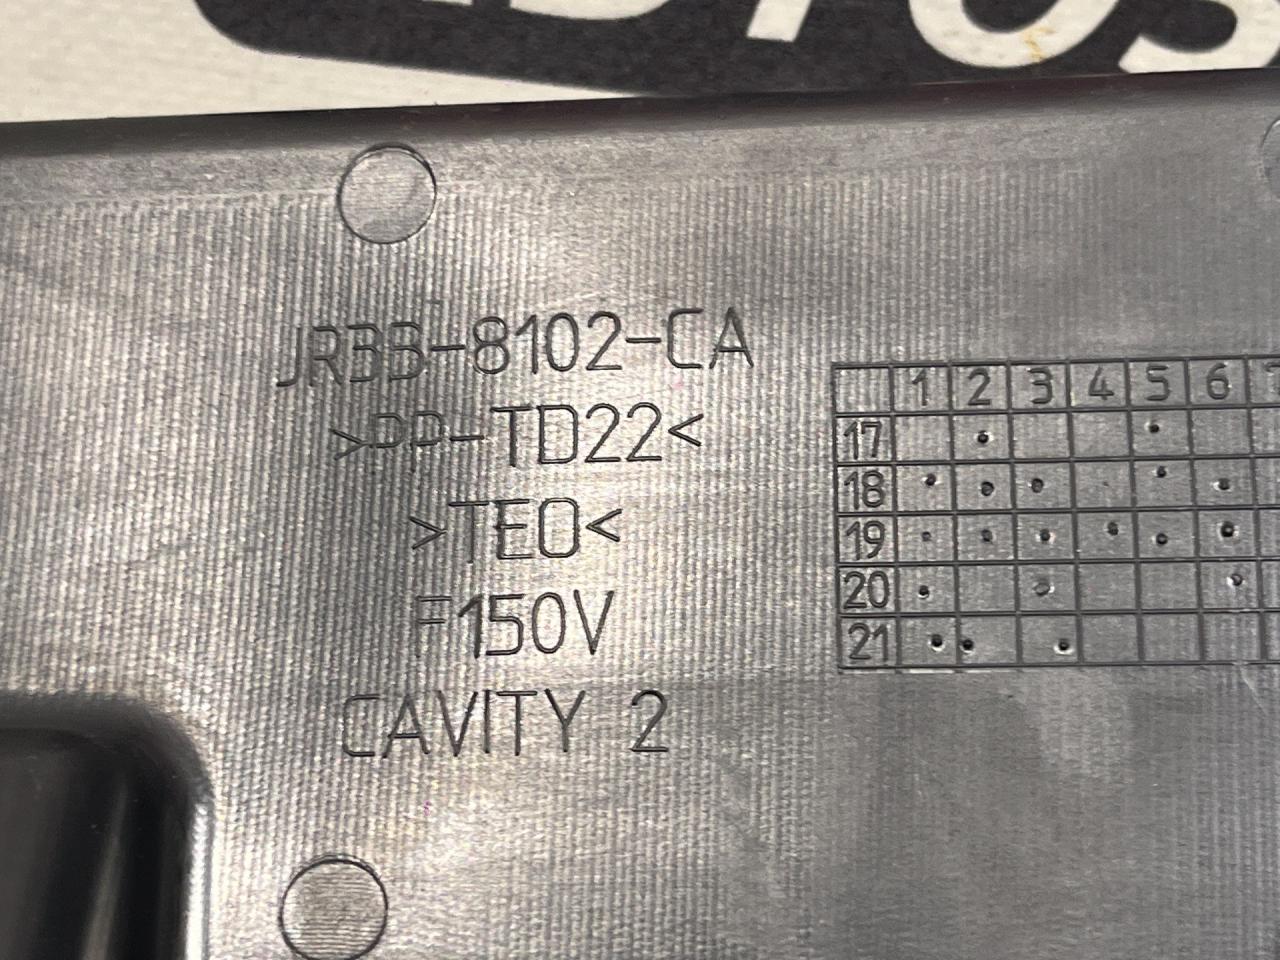 JR3B-8102-CA
>PP-TD22<
>TEO<
F150V
CAVITY 2
1 2 3 4 5 6
17
18
19
20
21